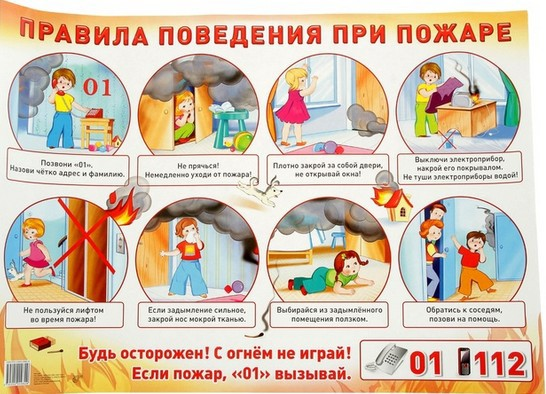 ПРАВИЛА ПОВЕДЕНИЯ ПРИ ПОЖАРЕ
01
Позвони «01».
Назови чётко адрес и фамилию.
Не прячься!
Немедленно уходи от пожара!
Плотно закрой за собой двери,
не открывай окна!
Выключи электроприбор,
накрой его покрывалом.
Не туши электроприборы водой!
Не пользуйся лифтом
во время пожара!
Если задымление сильное,
закрой нос мокрой тканью.
Выбирайся из задымлённого
помещения ползком.
Обратись к соседям,
позови на помощь.
Будь осторожен! С огнём не играй!
Если пожар, «01» вызывай.
01 112